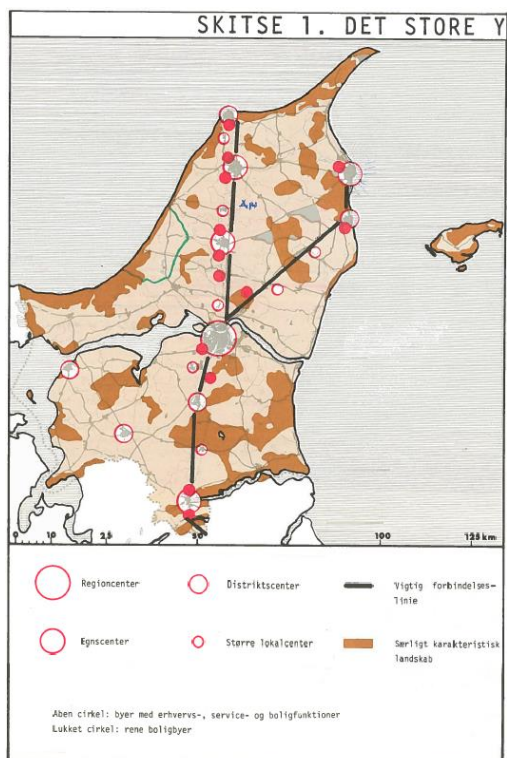 SKITSE 1. DET STORE Y
0 10 50 100 125 km
Regioncenter
Distriktscenter
Vigtig forbindelses-
linie
Egnscenter
Større lokalcenter
Særligt karakteristisk
landskab
Aben cirkel: byer med erhvervs-, service- og boligfunktioner
Lukket cirkel: rene boligbyer